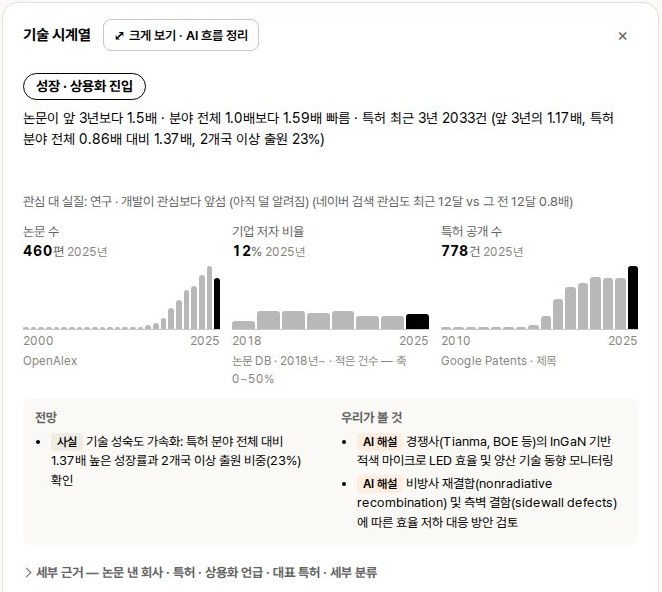 기술 시계열
⤢ 크게 보기 · AI 흐름 정리
×
성장 · 상용화 진입
논문이 앞 3년보다 1.5배 · 분야 전체 1.0배보다 1.59배 빠름 · 특허 최근 3년 2033건 (앞 3년의 1.17배, 특허
분야 전체 0.86배 대비 1.37배, 2개국 이상 출원 23%)
관심 대 실질: 연구 · 개발이 관심보다 앞섬 (아직 덜 알려짐) (네이버 검색 관심도 최근 12달 vs 그 전 12달 0.8배)
논문 수
460편 2025년
2000 2025
OpenAlex
기업 저자 비율
12% 2025년
2018 2025
논문 DB · 2018년~ · 적은 건수 — 축
0~50%
특허 공개 수
778건 2025년
2010 2025
Google Patents · 제목
전망
• 사실 기술 성숙도 가속화: 특허 분야 전체 대비
1.37배 높은 성장률과 2개국 이상 출원 비중(23%)
확인
우리가 볼 것
• AI 해설 경쟁사(Tianma, BOE 등)의 InGaN 기반
적색 마이크로 LED 효율 및 양산 기술 동향 모니터링
• AI 해설 비방사 재결합(nonradiative
recombination) 및 측벽 결함(sidewall defects)
에 따른 효율 저하 대응 방안 검토
> 세부 근거 — 논문 낸 회사 · 특허 · 상용화 언급 · 대표 특허 · 세부 분류